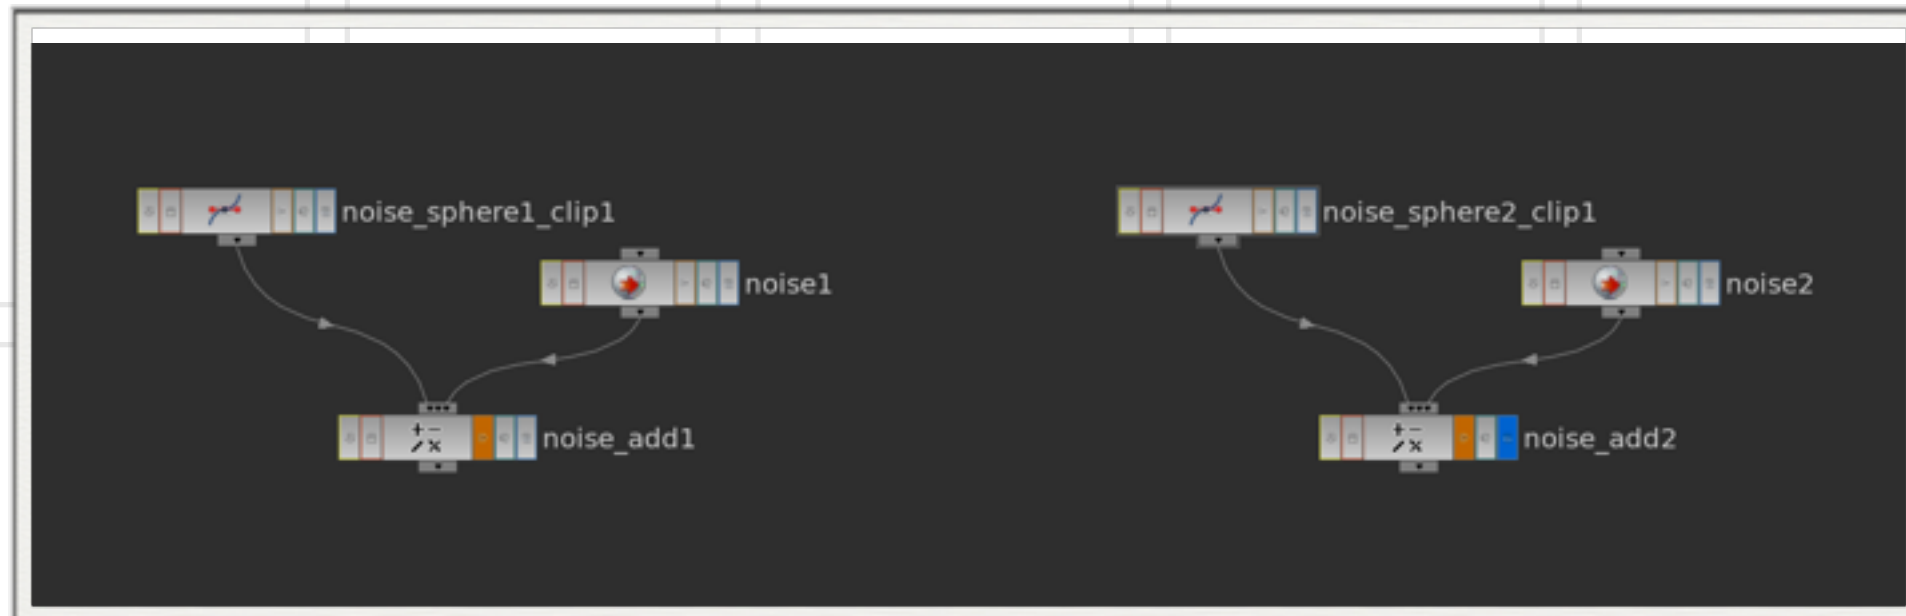 noise_sphere1_clip1
noise1
noise_add1
noise_sphere2_clip1
noise2
noise_add2